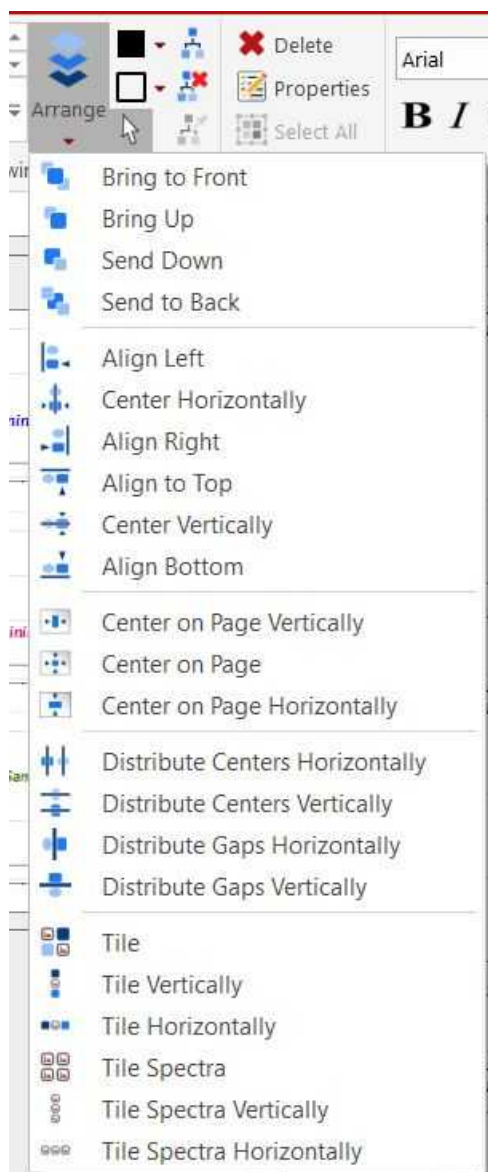 Arrange
Delete
Properties
Select All
Arial
B I
Bring to Front
Bring Up
Send Down
Send to Back
Align Left
Center Horizontally
Align Right
Align to Top
Center Vertically
Align Bottom
Center on Page Vertically
Center on Page
Center on Page Horizontally
Distribute Centers Horizontally
Distribute Centers Vertically
Distribute Gaps Horizontally
Distribute Gaps Vertically
Tile
Tile Vertically
Tile Horizontally
Tile Spectra
Tile Spectra Vertically
Tile Spectra Horizontally